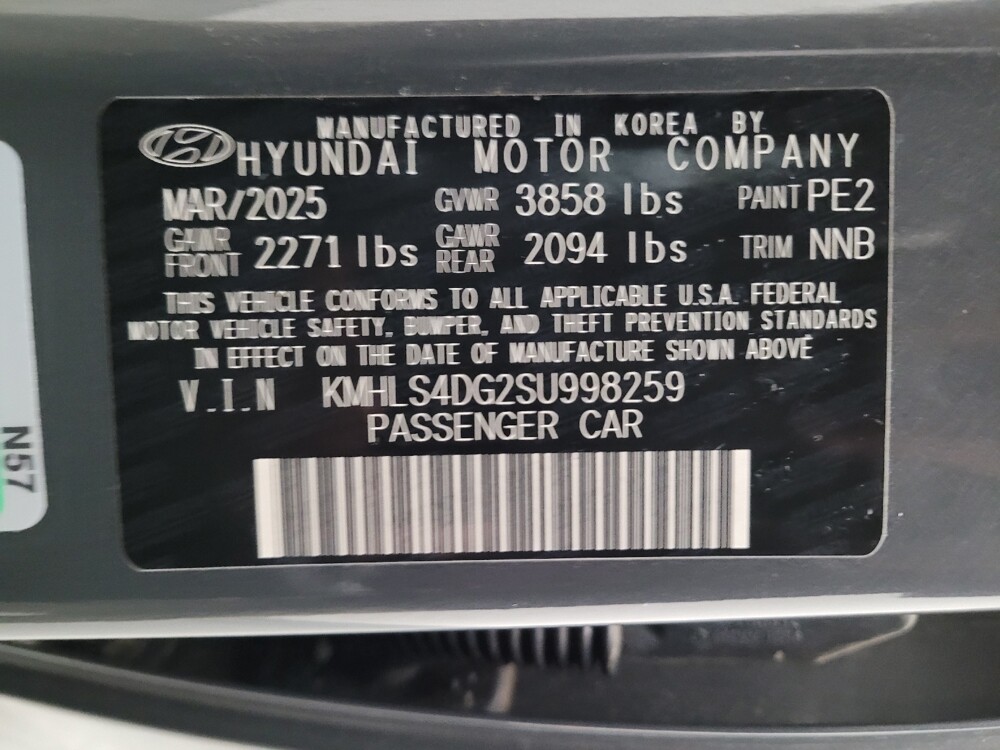 MANUFACTURED IN KOREA BY
HYUNDAI MOTOR COMPANY
MAR/2025 GVWR 3858 lbs PAINT PE2
GAWR FRONT 2271 lbs GAWR REAR 2094 lbs TRIM NNB
THIS VEHICLE CONFORMS TO ALL APPLICABLE U.S.A. FEDERAL
MOTOR VEHICLE SAFETY, BUMPER, AND THEFT PREVENTION STANDARDS
IN EFFECT ON THE DATE OF MANUFACTURE SHOWN ABOVE
V.I.N KMHLS4DG2SU998259
PASSENGER CAR
N57